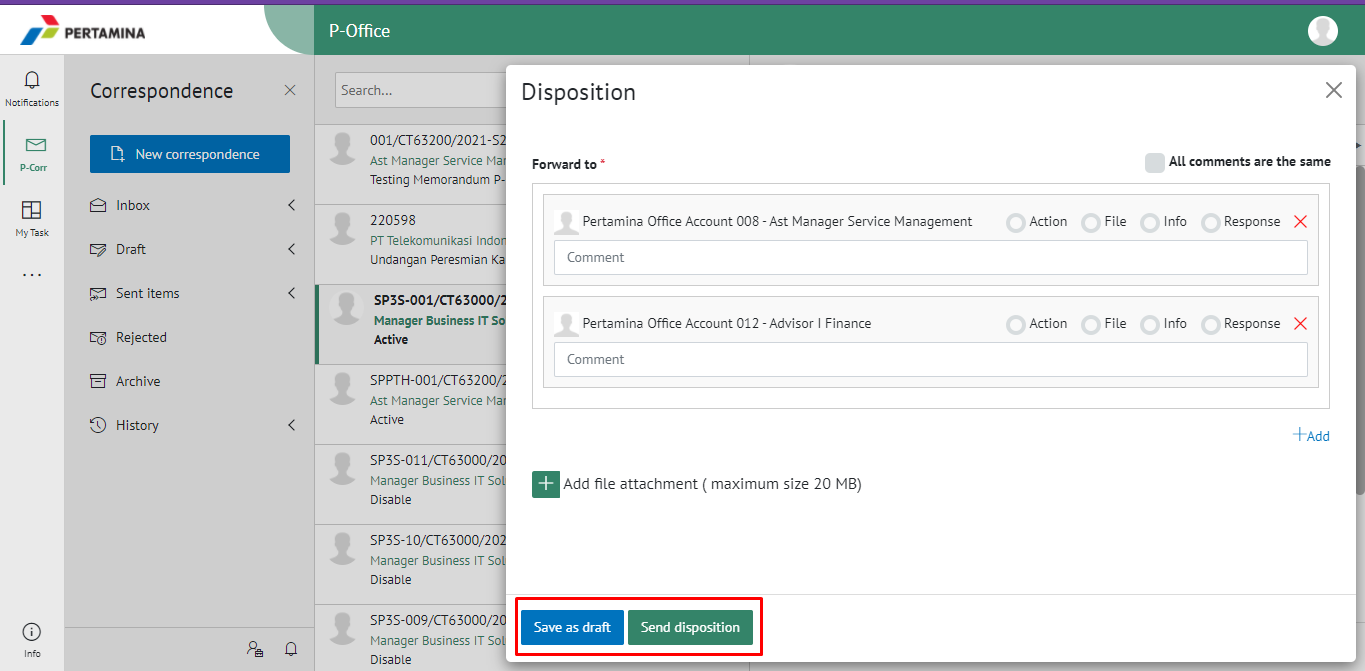 PERTAMINA
P-Office
Notifications
P-Corr
My Task
Info
Correspondence
New correspondence
Inbox
Draft
Sent items
Rejected
Archive
History
Search...
001/CT63200/2021-S2
Ast Manager Service Man
Testing Memorandum P-
220598
PT Telekomunikasi Indon
Undangan Peresmian Ka
SP3S-001/CT63000/2
Manager Business IT So
Active
SPPTH-001/CT63200/2
Ast Manager Service Man
Active
SP3S-011/CT63000/20
Manager Business IT Sol
Disable
SP3S-10/CT63000/202
Manager Business IT Sol
Disable
SP3S-009/CT63000/20
Manager Business IT Sol
Disable
Disposition
Forward to *
All comments are the same
Pertamina Office Account 008 - Ast Manager Service Management Action File Info Response
Comment
Pertamina Office Account 012 - Advisor I Finance Action File Info Response
Comment
+Add
Add file attachment ( maximum size 20 MB)
Save as draft
Send disposition